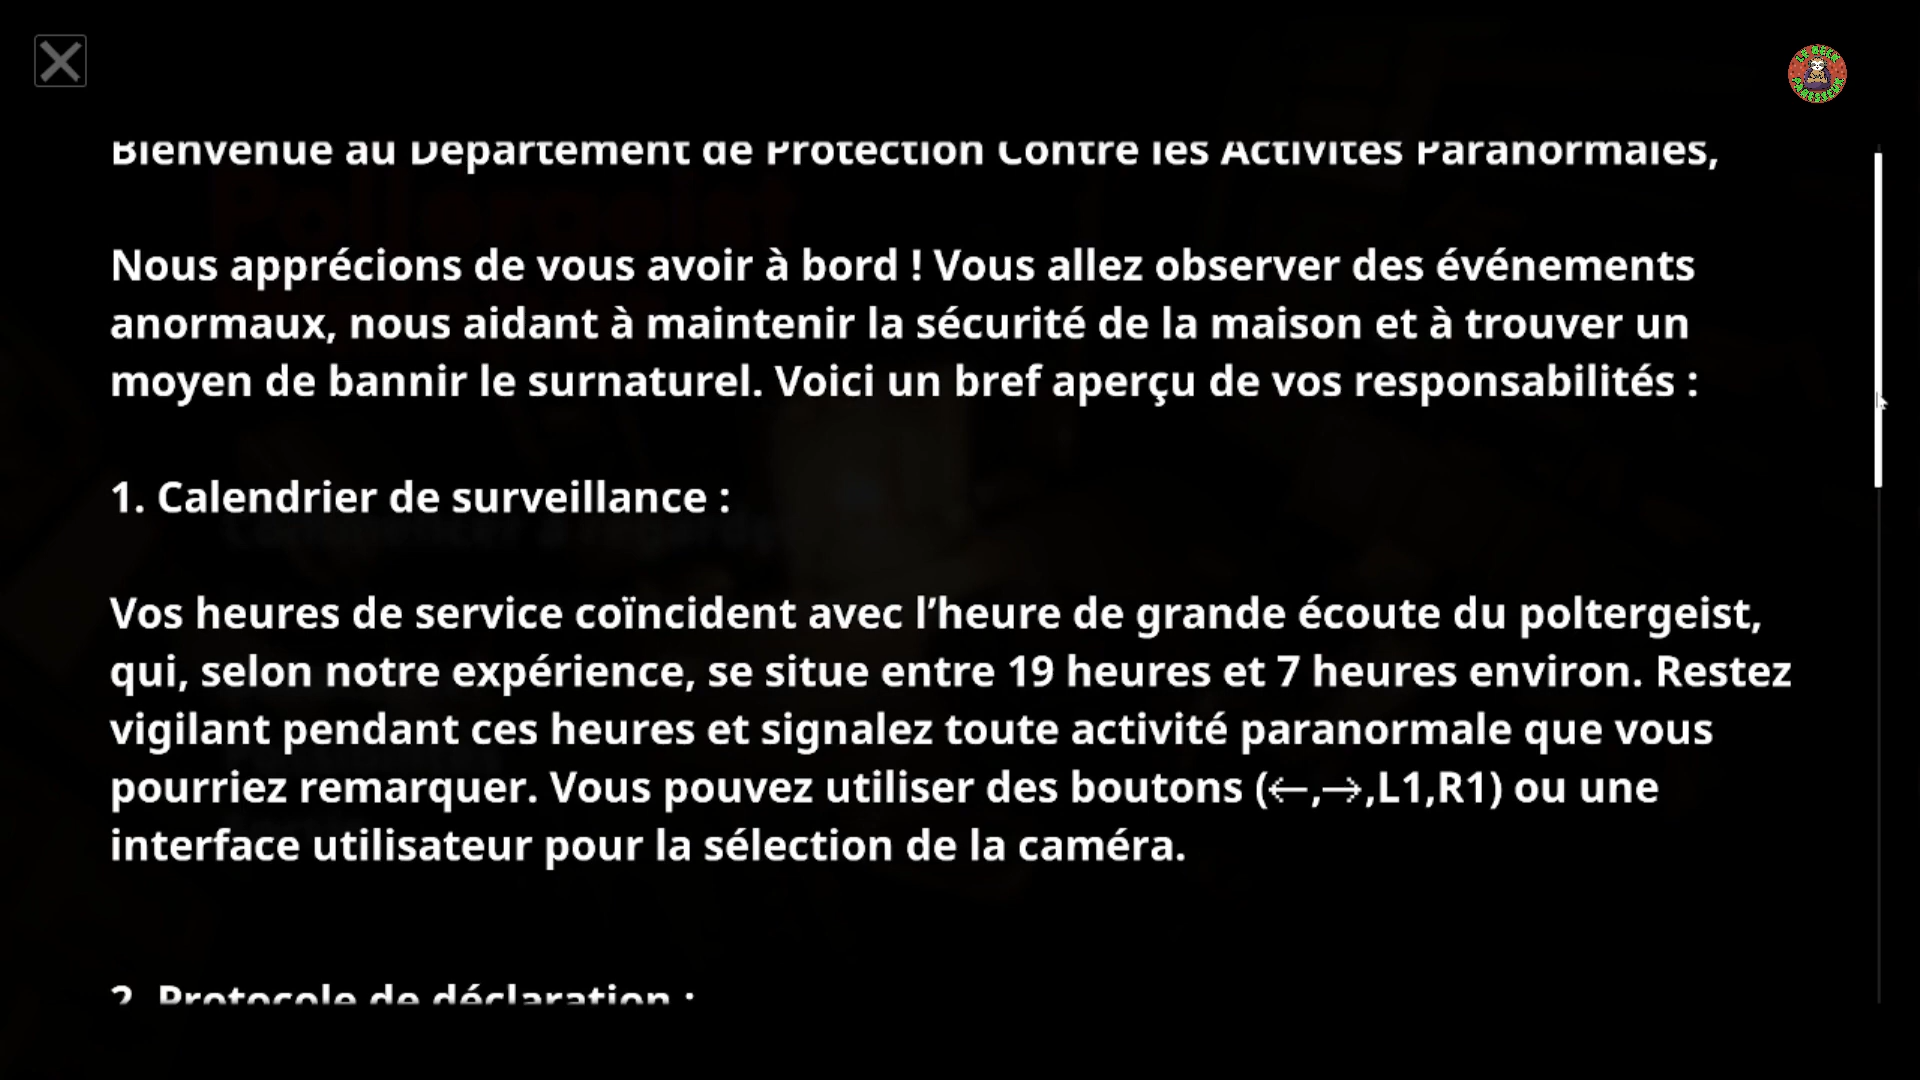 Bienvenue au Département de Protection Contre les Activités Paranormales,
Nous apprécions de vous avoir à bord ! Vous allez observer des événements
anormaux, nous aidant à maintenir la sécurité de la maison et à trouver un
moyen de bannir le surnaturel. Voici un bref aperçu de vos responsabilités :
1. Calendrier de surveillance :
Vos heures de service coïncident avec l’heure de grande écoute du poltergeist,
qui, selon notre expérience, se situe entre 19 heures et 7 heures environ. Restez
vigilant pendant ces heures et signalez toute activité paranormale que vous
pourriez remarquer. Vous pouvez utiliser des boutons (←,→,L1,R1) ou une
interface utilisateur pour la sélection de la caméra.
2. Protocole de déclaration :